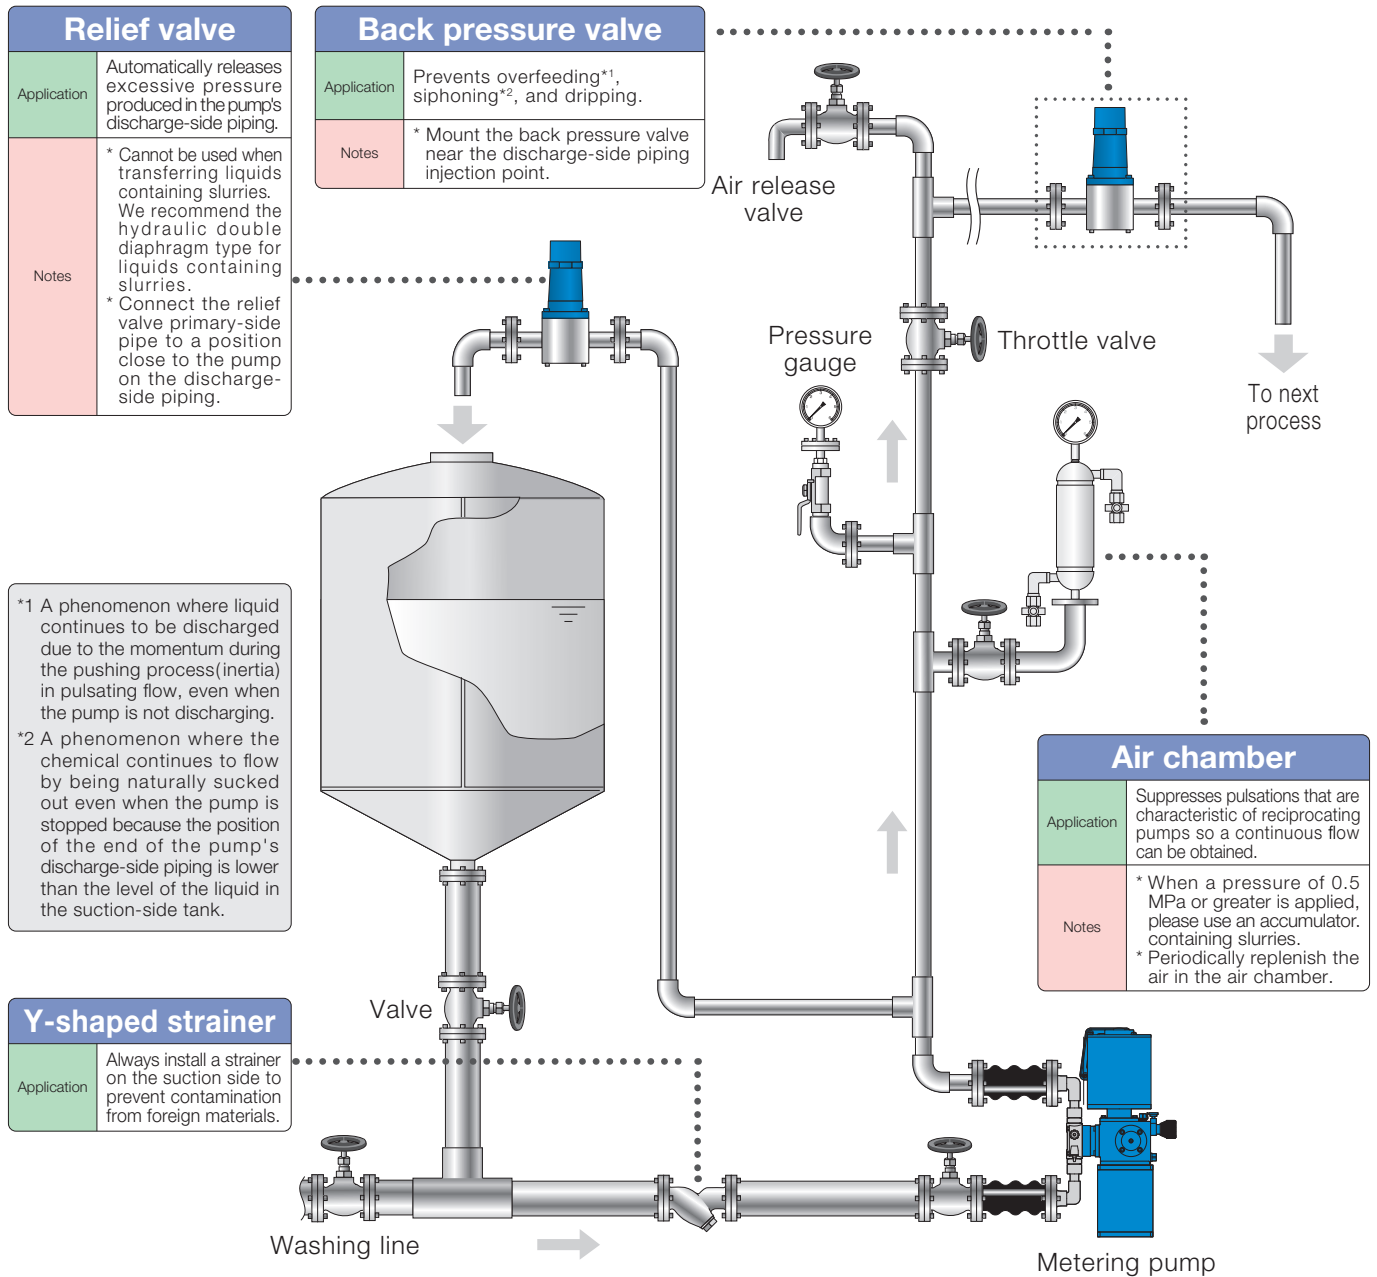 Relief valve
Application
Automatically releases
excessive pressure
produced in the pump's
discharge-side piping.
Notes
* Cannot be used when
transferring liquids
containing slurries.
We recommend the
hydraulic double
diaphragm type for
liquids containing
slurries.
* Connect the relief
valve primary-side
pipe to a position
close to the pump
on the discharge-
side piping.
Back pressure valve
Application
Prevents overfeeding*1,
siphoning*2, and dripping.
Notes
* Mount the back pressure valve
near the discharge-side piping
injection point.
Air release
valve
Pressure
gauge
Throttle valve
To next
process
*1 A phenomenon where liquid
continues to be discharged
due to the momentum during
the pushing process(inertia)
in pulsating flow, even when
the pump is not discharging.
*2 A phenomenon where the
chemical continues to flow
by being naturally sucked
out even when the pump is
stopped because the position
of the end of the pump's
discharge-side piping is lower
than the level of the liquid in
the suction-side tank.
Air chamber
Application
Suppresses pulsations that are
characteristic of reciprocating
pumps so a continuous flow
can be obtained.
Notes
* When a pressure of 0.5
MPa or greater is applied,
please use an accumulator.
containing slurries.
* Periodically replenish the
air in the air chamber.
Valve
Y-shaped strainer
Application
Always install a strainer
on the suction side to
prevent contamination
from foreign materials.
Washing line
Metering pump